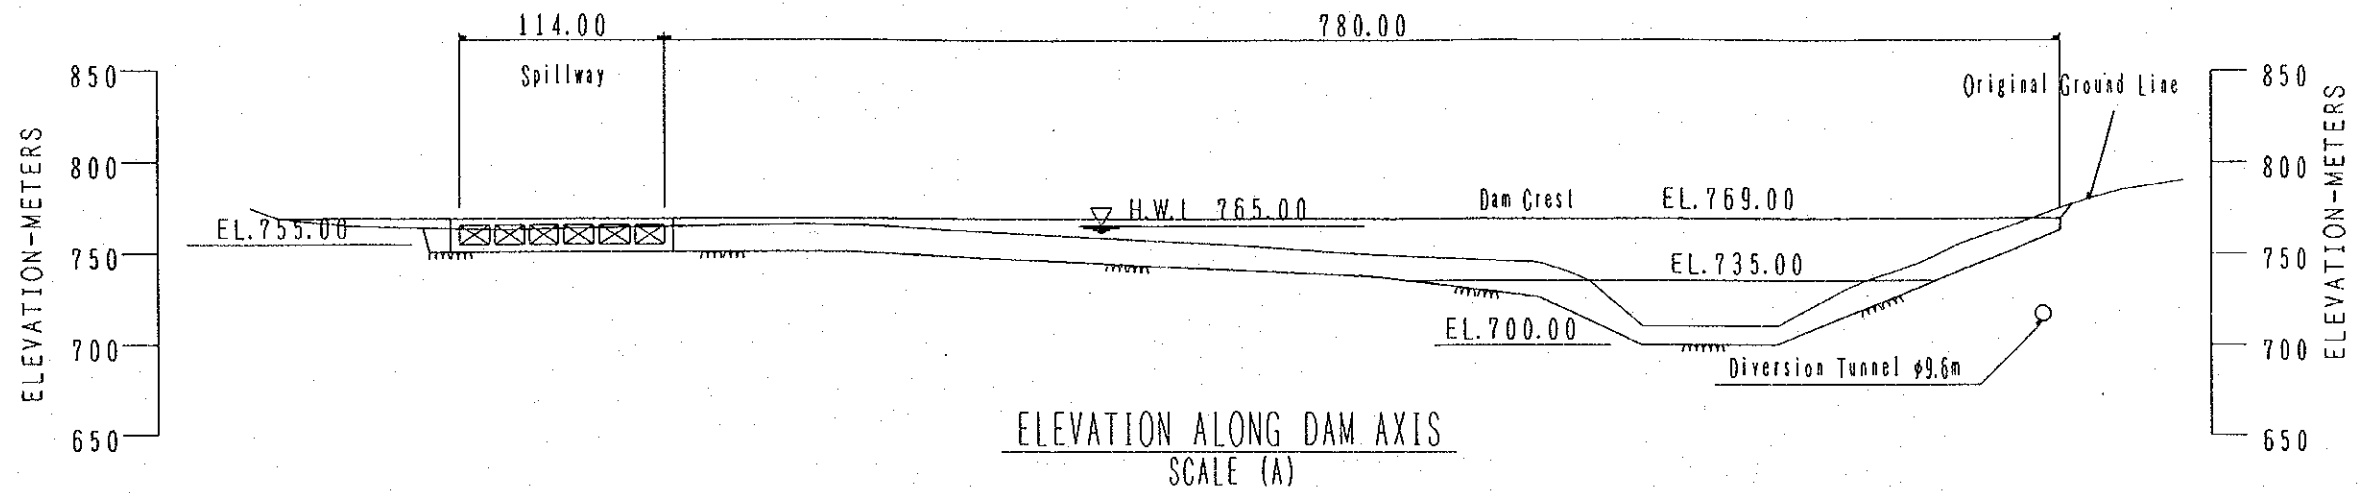 114.00
780.00
850
Spillway
850
Original Ground Line
800
800
Dam Crest
EL.769.00
H.W.L 765.00
EL.755.00
750
750
EL.735.00
EL.700.00
700
700
Diversion Tunnel φ9.6m
650
650
ELEVATION-METERS
ELEVATION-METERS
ELEVATION ALONG DAM AXIS
SCALE (A)